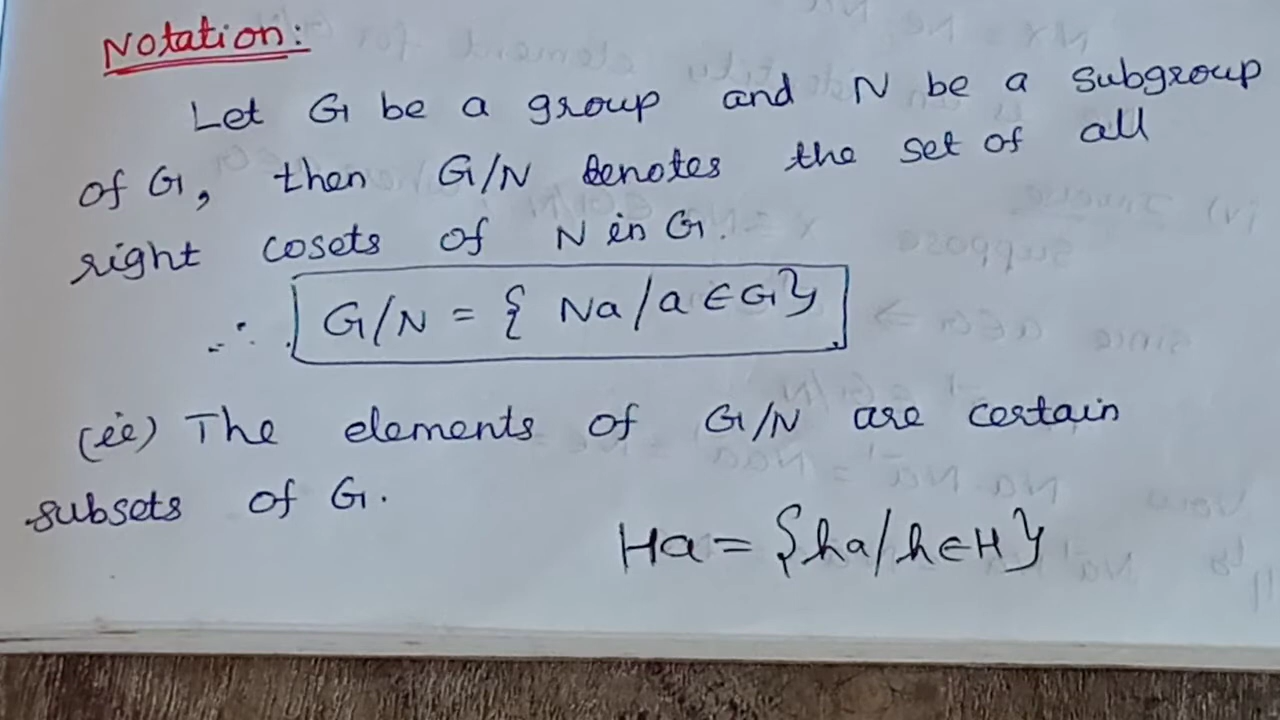 Notation:
Let G be a group and N be a subgroup
of G, then G/N denotes the set of all
right cosets of N in G.
∴ G/N = { Na/a ∈ G}
(ii) The elements of G/N are certain
subsets of G.
Ha = {ha/h∈H}